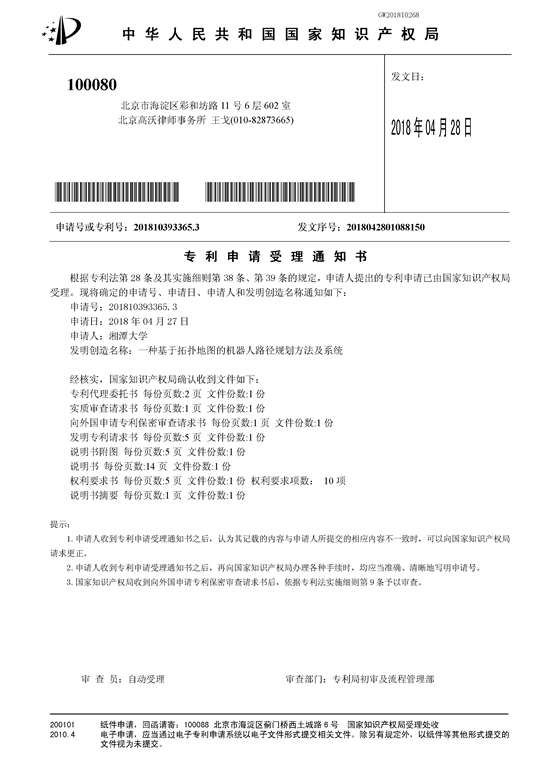 GW20181O268
中华人民共和国国家知识产权局
100080
发文日：
北京市海淀区彩和坊路 11 号 6 层 602 室
北京高沃律师事务所 王戈(010-82873665)
2018 年 04 月 28 日
申请号或专利号：201810393365.3
发文序号：2018042801088150
专利申请受理通知书
根据专利法第 28 条及其实施细则第 38 条、第 39 条的规定，申请人提出的专利申请已由国家知识产权局
受理。现将确定的申请号、申请日、申请人和发明创造名称通知如下：
申请号：201810393365.3
申请日：2018 年 04 月 27 日
申请人：湘潭大学
发明创造名称：一种基于拓扑地图的机器人路径规划方法及系统
经核实，国家知识产权局确认收到文件如下：
专利代理委托书 每份页数:2 页 文件份数:1 份
实质审查请求书 每份页数:1 页 文件份数:1 份
向外国申请专利保密审查请求书 每份页数:1 页 文件份数:1 份
发明专利请求书 每份页数:5 页 文件份数:1 份
说明书附图 每份页数:5 页 文件份数:1 份
说明书 每份页数:14 页 文件份数:1 份
权利要求书 每份页数:5 页 文件份数:1 份 权利要求项数： 10 项
说明书摘要 每份页数:1 页 文件份数:1 份
提示：
1.申请人收到专利申请受理通知书之后，认为其记载的内容与申请人所提交的相应内容不一致时，可以向国家知识产权局
请求更正。
2.申请人收到专利申请受理通知书之后，再向国家知识产权局办理各种手续时，均应当准确、清晰地写明申请号。
3.国家知识产权局收到向外国申请专利保密审查请求书后，依据专利法实施细则第 9 条予以审查。
审 查 员：自动受理
审查部门：专利局初审及流程管理部
200101 纸件申请，回函请寄：100088 北京市海淀区蓟门桥西土城路 6 号 国家知识产权局受理处收
2010.4 电子申请，应当通过电子专利申请系统以电子文件形式提交相关文件。除另有规定外，以纸件等其他形式提交的
文件视为未提交。